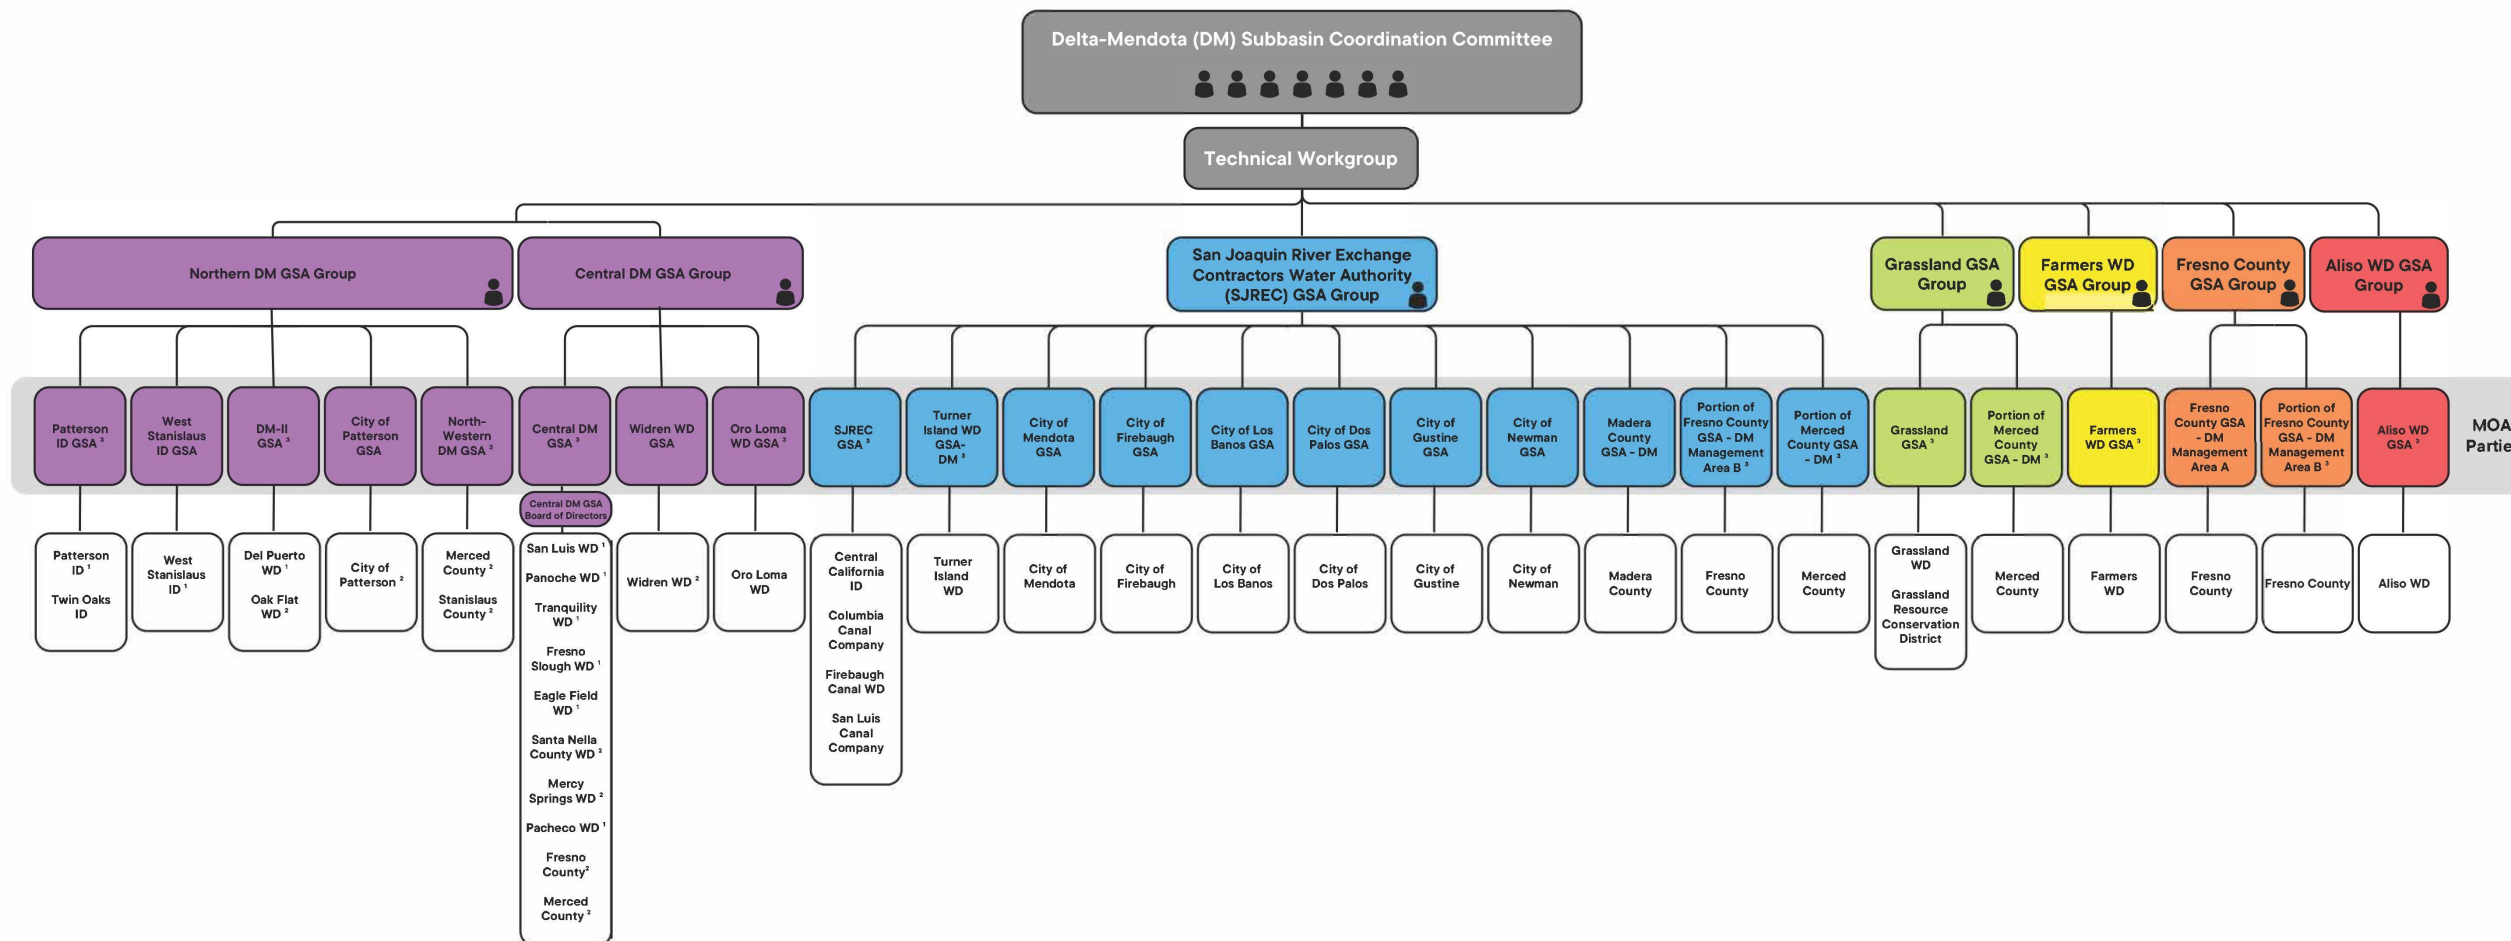 Delta-Mendota (DM) Subbasin Coordination Committee
Technical Workgroup
Northern DM GSA Group
Central DM GSA Group
San Joaquin River Exchange
Contractors Water Authority
(SJREC) GSA Group
Grassland GSA
Group
Farmers WD
GSA Group
Fresno County
GSA Group
Aliso WD GSA
Group
Patterson
ID GSA ³
West
Stanislaus
ID GSA
DM-II
GSA ³
City of
Patterson
GSA
North-
Western
DM GSA ³
Central DM
GSA ³
Widren WD
GSA
Oro Loma
WD GSA ³
SJREC
GSA ³
Turner
Island WD
GSA-
DM ³
City of
Mendota
GSA
City of
Firebaugh
GSA
City of Los
Banos GSA
City of Dos
Palos GSA
City of
Gustine
GSA
City of
Newman
GSA
Madera
County
GSA - DM
Portion of
Fresno County
GSA - DM
Management
Area B ³
Portion of
Merced
County GSA
- DM ³
Grassland
GSA ³
Portion of
Merced
County
GSA - DM ³
Farmers
WD GSA ³
Fresno
County GSA
- DM
Management
Area A
Portion of
Fresno County
GSA - DM
Management
Area B ³
Aliso WD
GSA ³
MOA
Partie
Central DM GSA
Board of Directors
Patterson
ID ¹
Twin Oaks
ID
West
Stanislaus
ID ¹
Del Puerto
WD ¹
Oak Flat
WD ²
City of
Patterson ²
Merced
County ²
Stanislaus
County ²
San Luis WD ¹
Panoche WD ¹
Tranquility
WD ¹
Fresno
Slough WD ¹
Eagle Field
WD ¹
Santa Nella
County WD ²
Mercy
Springs WD ²
Pacheco WD ¹
Fresno
County²
Merced
County ²
Widren WD ²
Oro Loma
WD
Central
California
ID
Columbia
Canal
Company
Firebaugh
Canal WD
San Luis
Canal
Company
Turner
Island
WD
City of
Mendota
City of
Firebaugh
City of
Los Banos
City of
Dos Palos
City of
Gustine
City of
Newman
Madera
County
Fresno
County
Merced
County
Grassland
WD
Grassland
Resource
Conservation
District
Merced
County
Farmers
WD
Fresno
County
Fresno County
Aliso WD